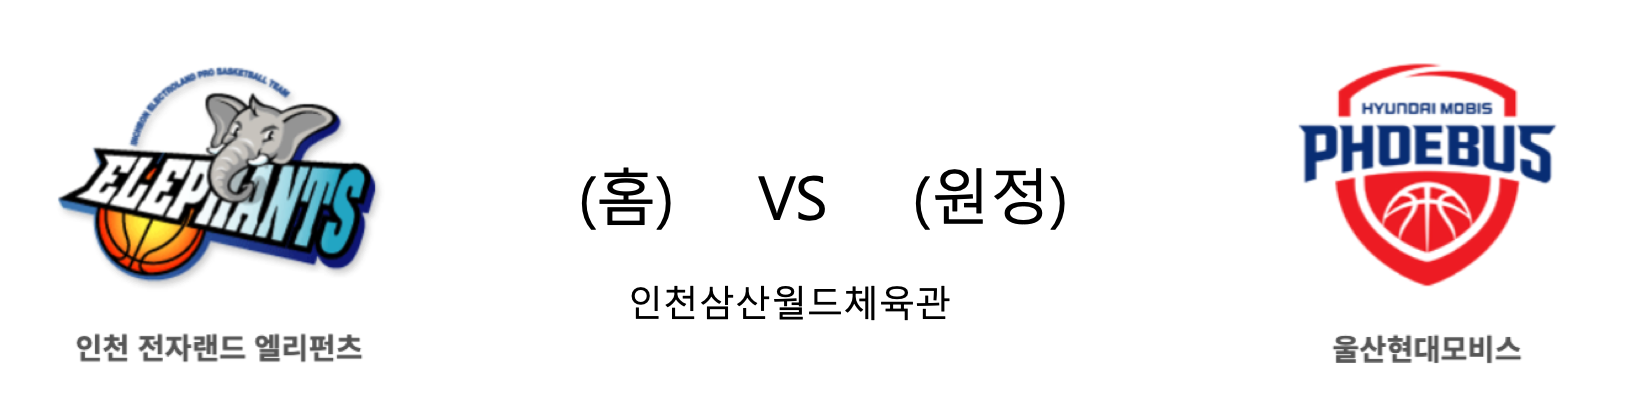 INCHEON ELECTROLAND PRO BASKETBALL TEAM
ELEPHANTS
인천 전자랜드 엘리펀츠
(홈) VS (원정)
인천삼산월드체육관
HYUNDAI MOBIS
PHOEBUS
울산현대모비스